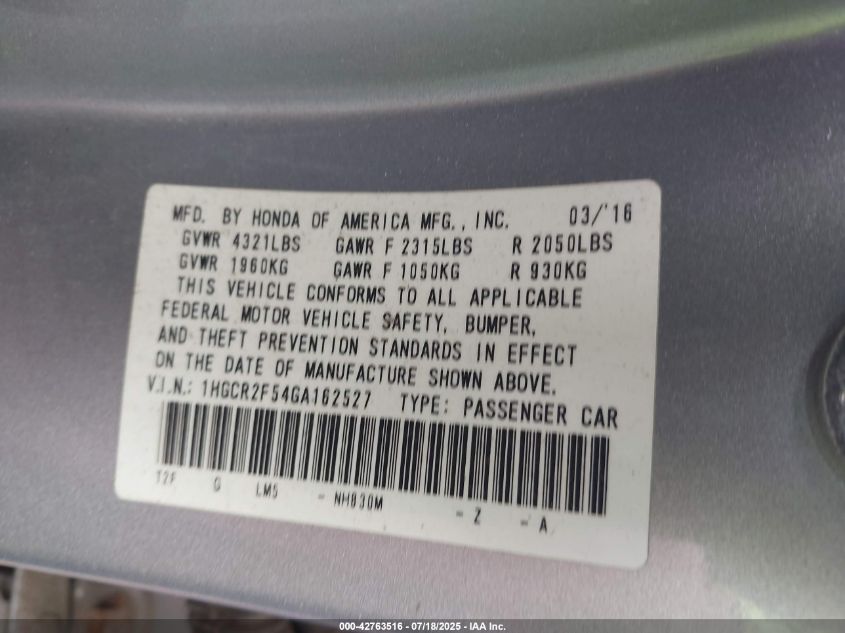 MFD. BY HONDA OF AMERICA MFG., INC. 03/'16
GVWR 4321LBS GAWR F 2315LBS R 2050LBS
GVWR 1960KG GAWR F 1050KG R 930KG
THIS VEHICLE CONFORMS TO ALL APPLICABLE
FEDERAL MOTOR VEHICLE SAFETY, BUMPER,
AND THEFT PREVENTION STANDARDS IN EFFECT
ON THE DATE OF MANUFACTURE SHOWN ABOVE.
V.I.N.: 1HGCR2F54GA162527 TYPE: PASSENGER CAR
T2F G LM5 - NH830M - Z - A
000-42763516 - 07/18/2025 - IAA Inc.